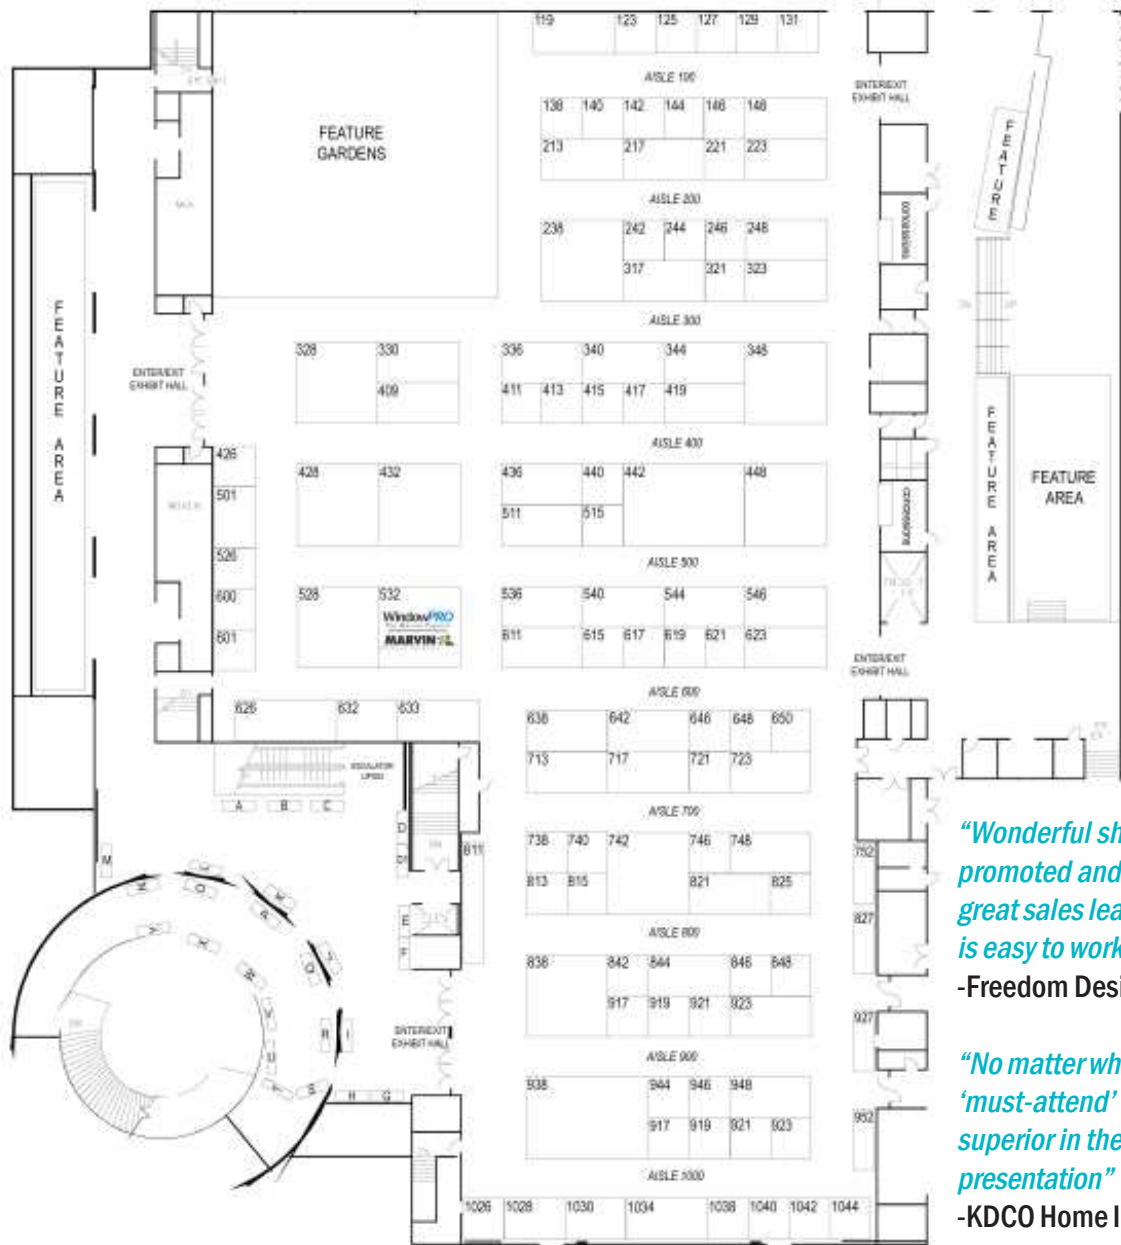 119 123 125 127 129 131
AISLE 100
ENTER/EXIT
EXHIBIT HALL
138 140 142 144 146 148
FEATURE
GARDENS
FEATURE
213 217 221 223
AISLE 200
238 242 244 246 248
CONCESSIONS
317 321 323
AISLE 300
FEATURE AREA
328 330
336 340 344 348
ENTER/EXIT
EXHIBIT HALL
409
411 413 415 417 419
AISLE 400
426
428 432
436 440 442 448
FEATURE AREA
FEATURE
AREA
501
511 515
CONCESSIONS
526
AISLE 500
600
528 532
536 540 544 546
WindowPRO
MARVIN
601
611 615 617 619 621 623
ENTER/EXIT
EXHIBIT HALL
AISLE 600
626 632 633
638 642 646 648 650
713 717 721 723
ESCALATOR
A B C
AISLE 700
D
D1
738 740 742 746 748
811
752
M
813 815 821 825
827
E
F
AISLE 800
838 842 844 846 848
917 919 921 923
927
R I
ENTER/EXIT
EXHIBIT HALL
AISLE 900
H G
938 944 946 948
917 919 921 923
952
AISLE 1000
1026 1028 1030 1034 1038 1040 1042 1044
“Wonderful sh
promoted and
great sales lea
is easy to work
-Freedom Desi
“No matter wh
‘must-attend’
superior in the
presentation”
-KDCO Home I